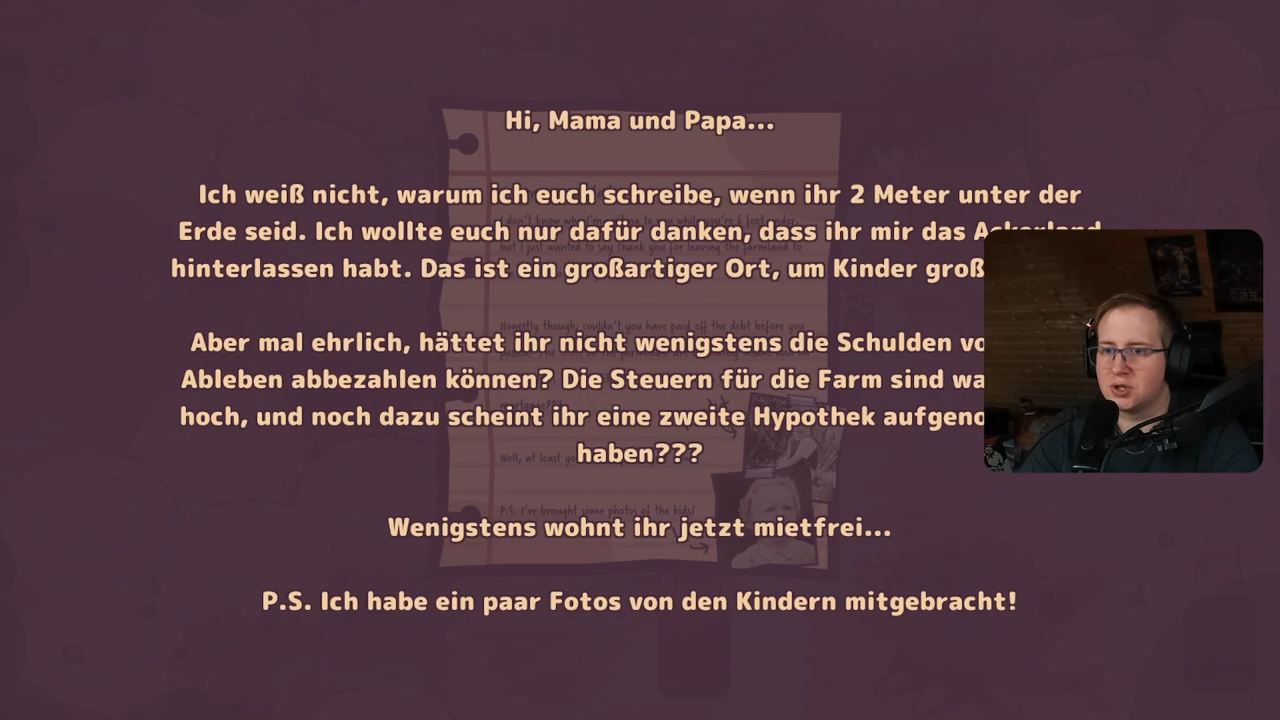 Hi, Mama und Papa...
Ich weiß nicht, warum ich euch schreibe, wenn ihr 2 Meter unter der
Erde seid. Ich wollte euch nur dafür danken, dass ihr mir das Ackerland
hinterlassen habt. Das ist ein großartiger Ort, um Kinder
Aber mal ehrlich, hättet ihr nicht wenigstens die Schulden
Ableben abbezahlen können? Die Steuern für die Farm sind
hoch, und noch dazu scheint ihr eine zweite Hypothek
haben???
Wenigstens wohnt ihr jetzt mietfrei...
P.S. Ich habe ein paar Fotos von den Kindern mitgebracht!